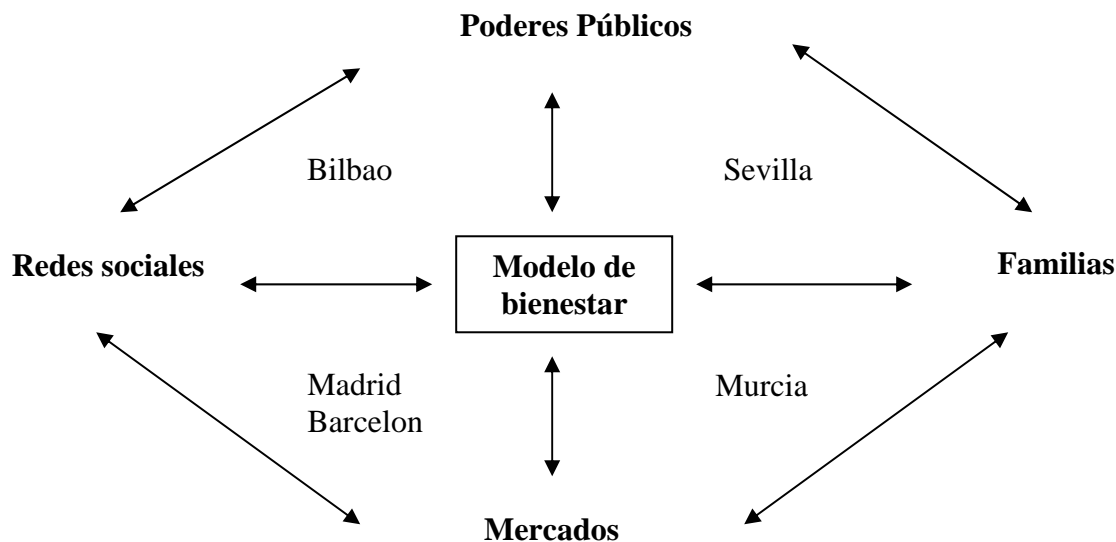 Poderes Públicos
Bilbao
Sevilla
Redes sociales
Modelo de
bienestar
Familias
Madrid
Barcelon
Murcia
Mercados